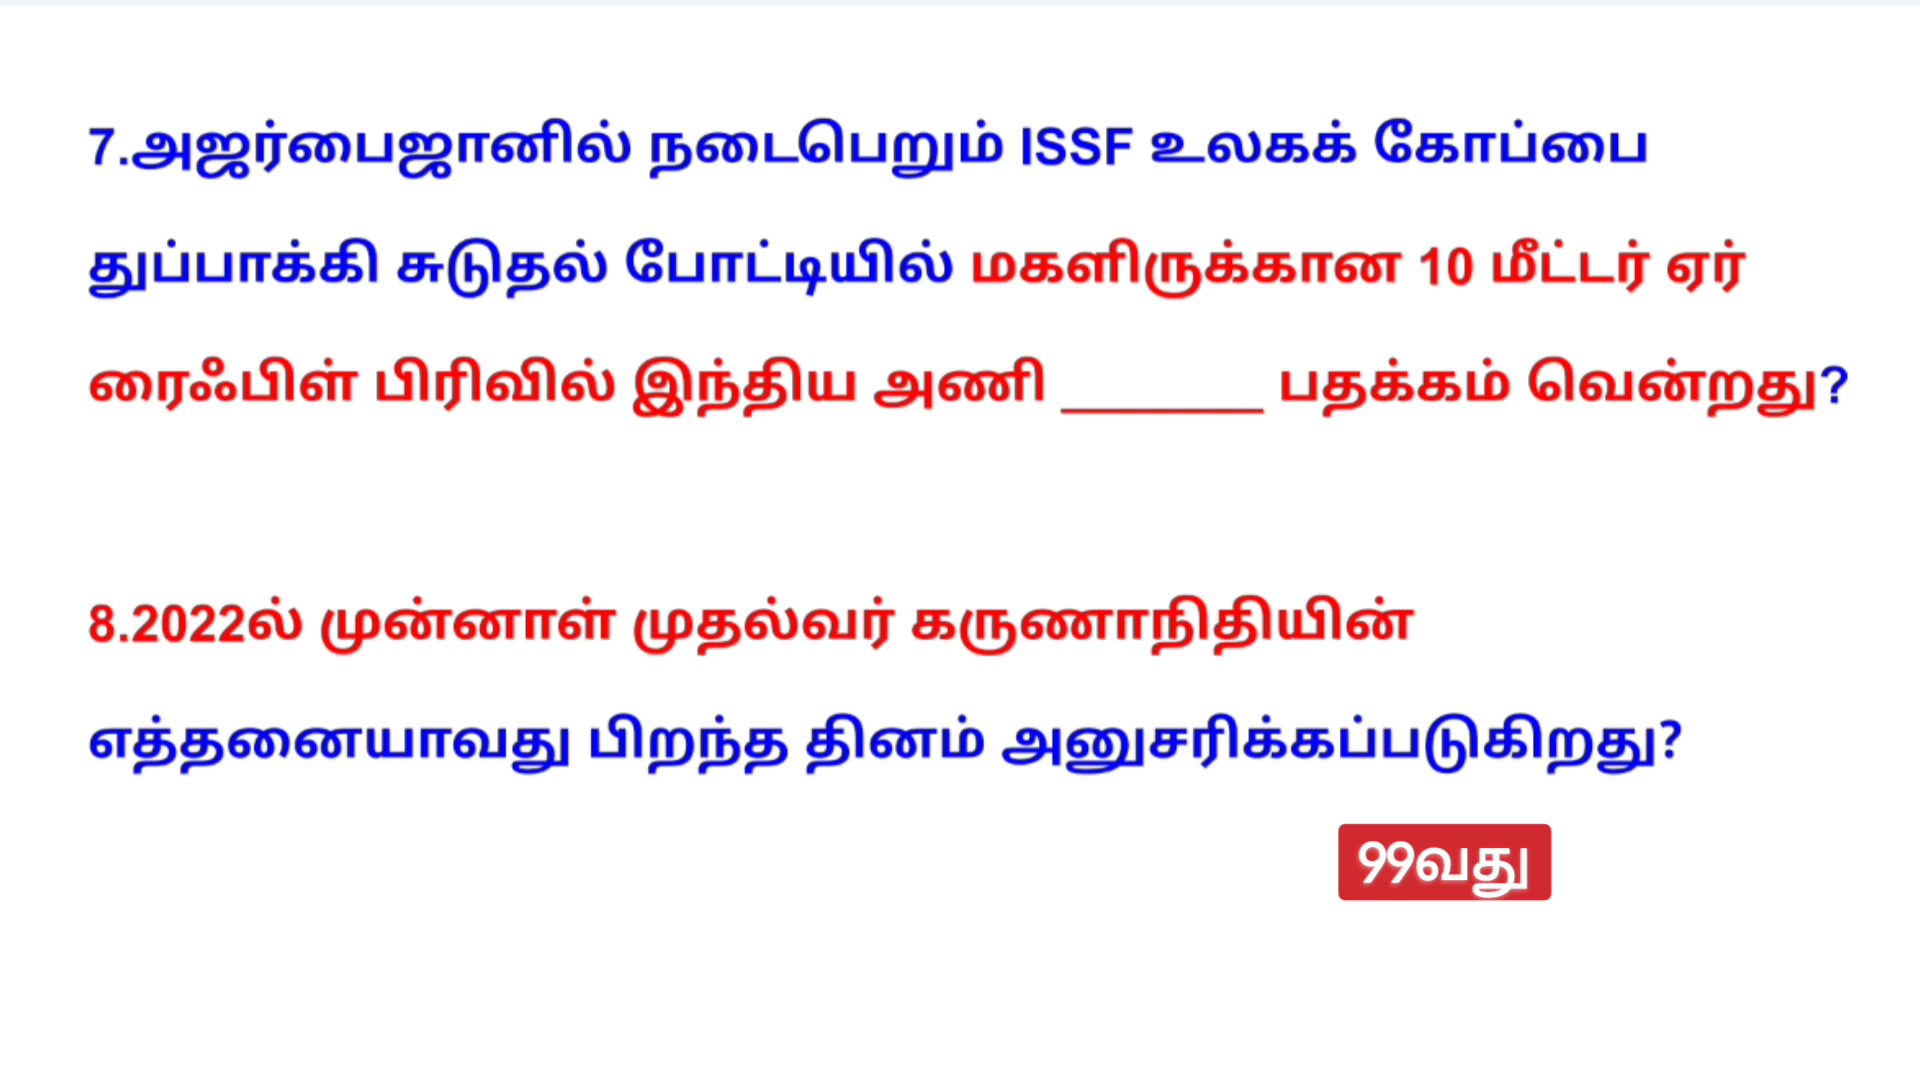 7.அஜர்பைஜானில் நடைபெறும் ISSF உலகக் கோப்பை
துப்பாக்கி சுடுதல் போட்டியில் மகளிருக்கான 10 மீட்டர் ஏர்
ரைஃபிள் பிரிவில் இந்திய அணி ________ பதக்கம் வென்றது?
8.2022ல் முன்னாள் முதல்வர் கருணாநிதியின்
எத்தனையாவது பிறந்த தினம் அனுசரிக்கப்படுகிறது?
99வது